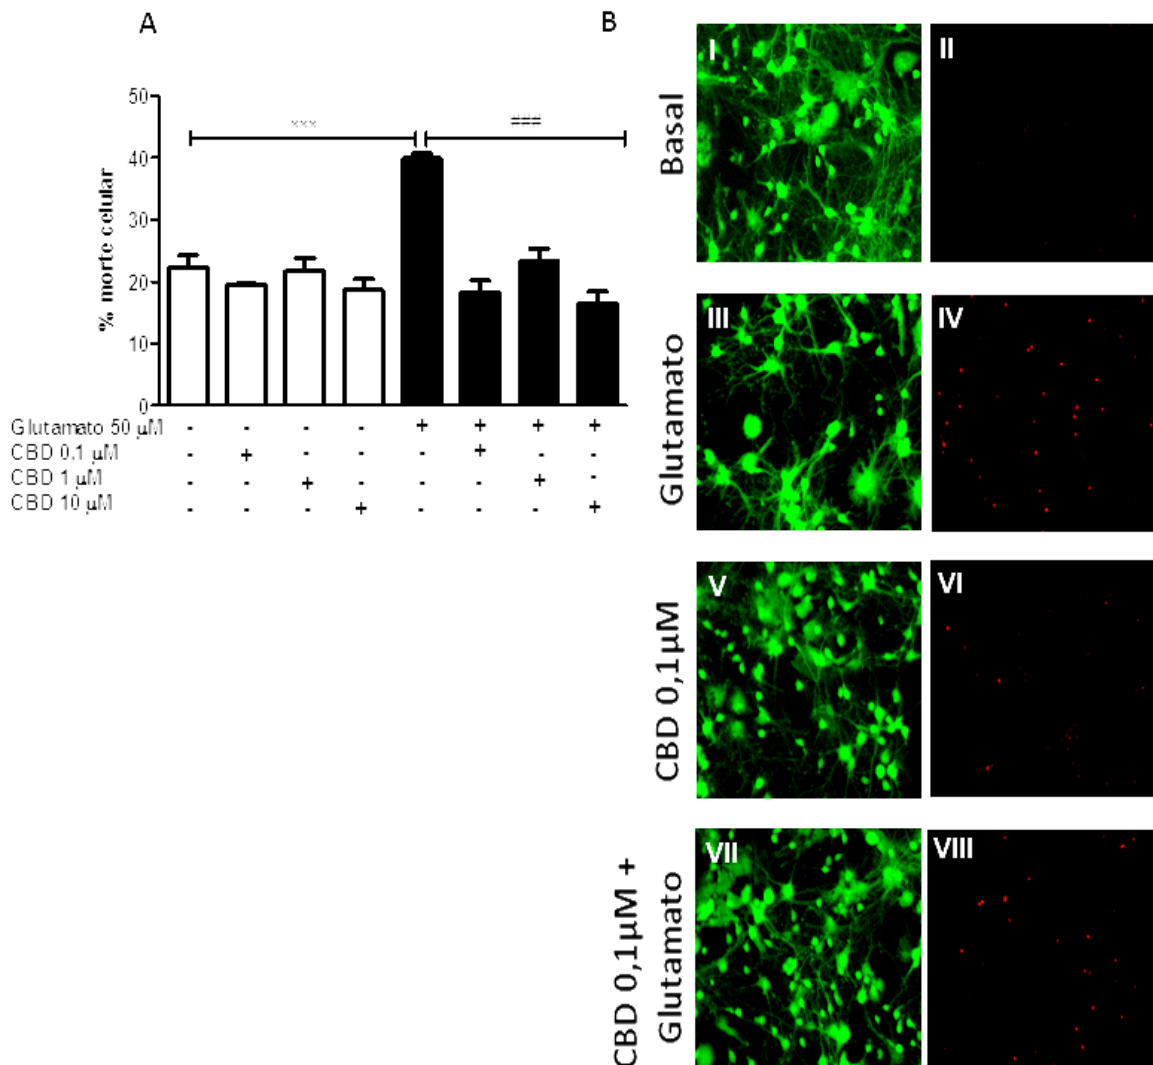 A
B
% morte celular
50
40
30
20
10
0
***
###
Glutamato 50 µM - - - - + + + +
CBD 0,1 µM - + - - - + - -
CBD 1 µM - - + - - - + -
CBD 10 µM - - - + - - - +
Basal
I
II
Glutamato
III
IV
CBD 0,1µM
V
VI
CBD 0,1µM +
Glutamato
VII
VIII